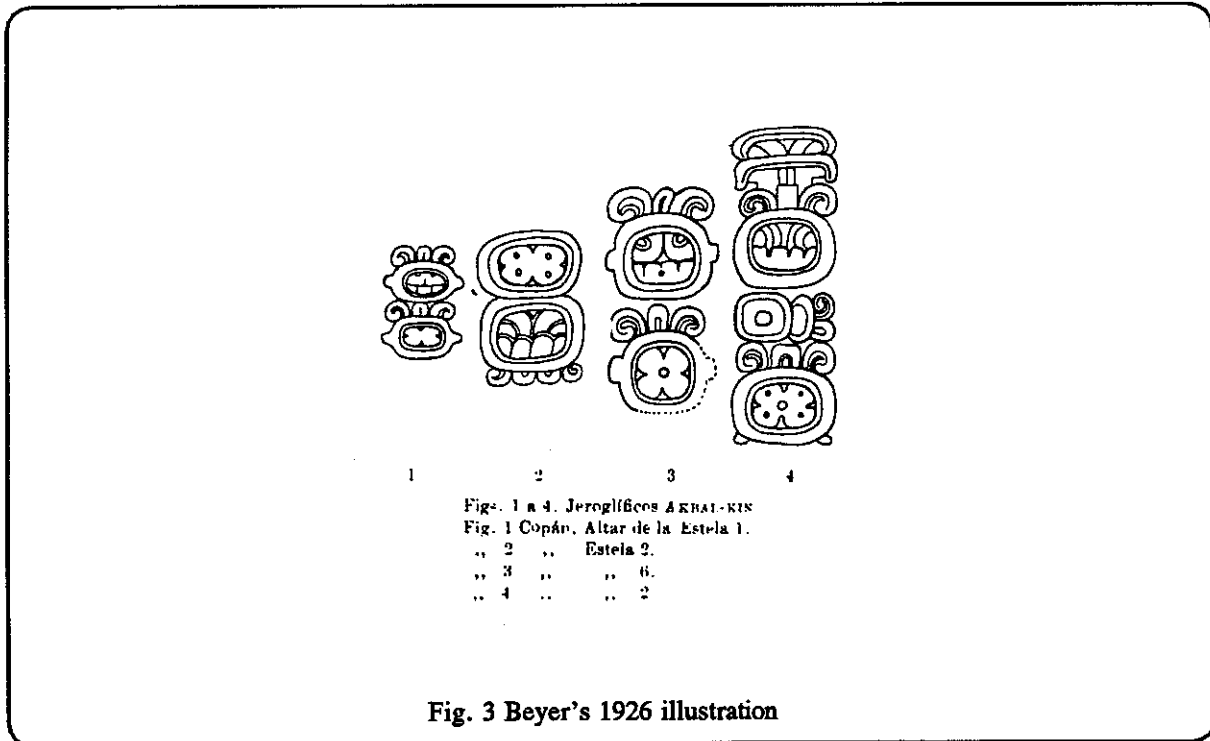 1 2 3 4
Figs. 1 a 4. Jeroglíficos AKBAL-KIN
Fig. 1 Copán, Altar de la Estela 1.
„ 2 „ Estela 2.
„ 3 „ „ 6.
„ 4 „ „ 2
Fig. 3 Beyer's 1926 illustration